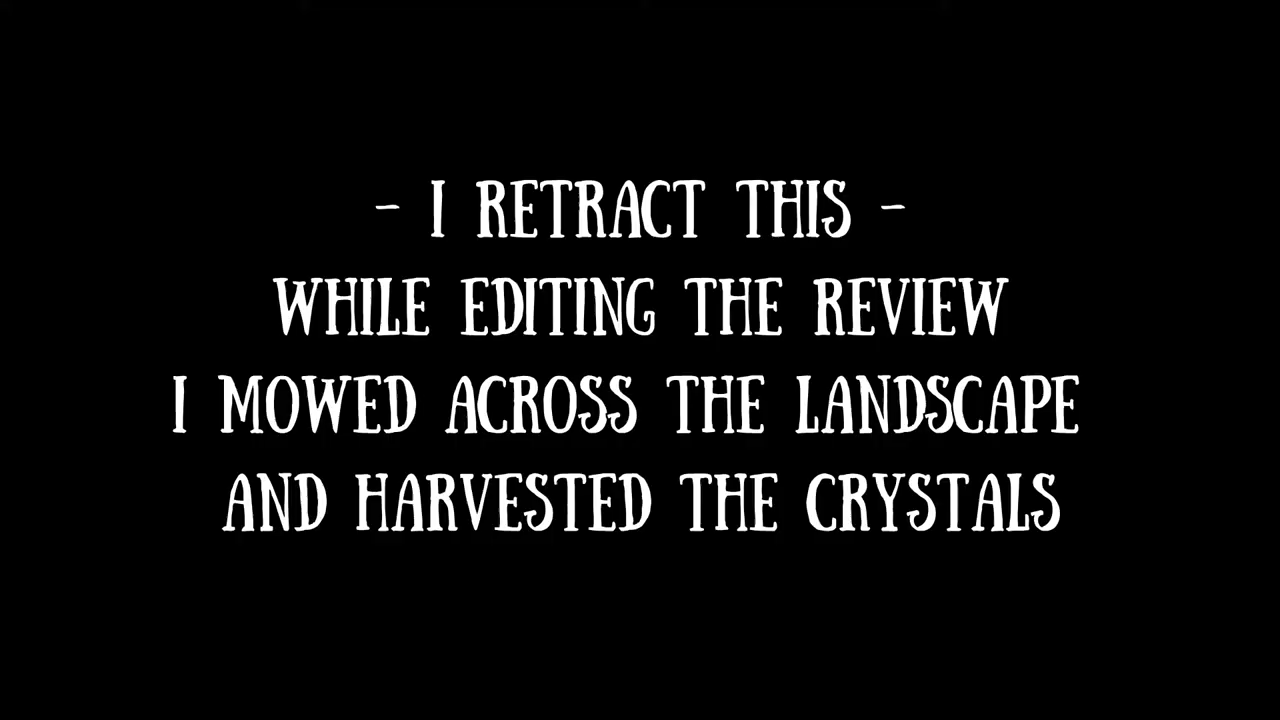 - I RETRACT THIS -
WHILE EDITING THE REVIEW
I MOWED ACROSS THE LANDSCAPE
AND HARVESTED THE CRYSTALS